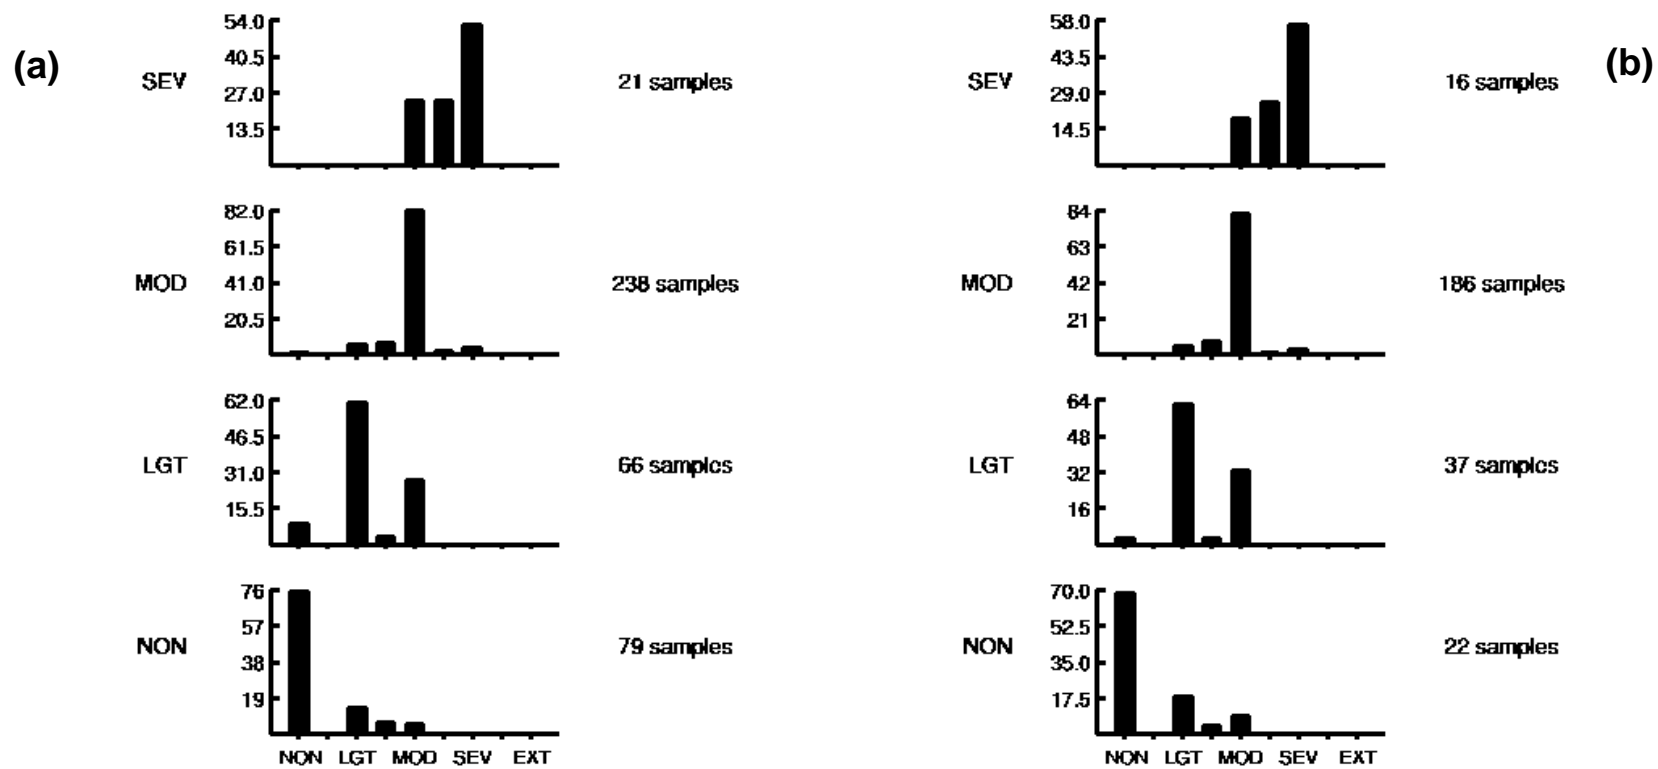 (a)
SEV
54.0
40.5
27.0
13.5
21 samples
MOD
82.0
61.5
41.0
20.5
238 samples
LGT
62.0
46.5
31.0
15.5
66 samples
NON
76
57
38
19
79 samples
NON LGT MOD SEV EXT
(b)
SEV
58.0
43.5
29.0
14.5
16 samples
MOD
84
63
42
21
186 samples
LGT
64
48
32
16
37 samples
NON
70.0
52.5
35.0
17.5
22 samples
NON LGT MOD SEV EXT